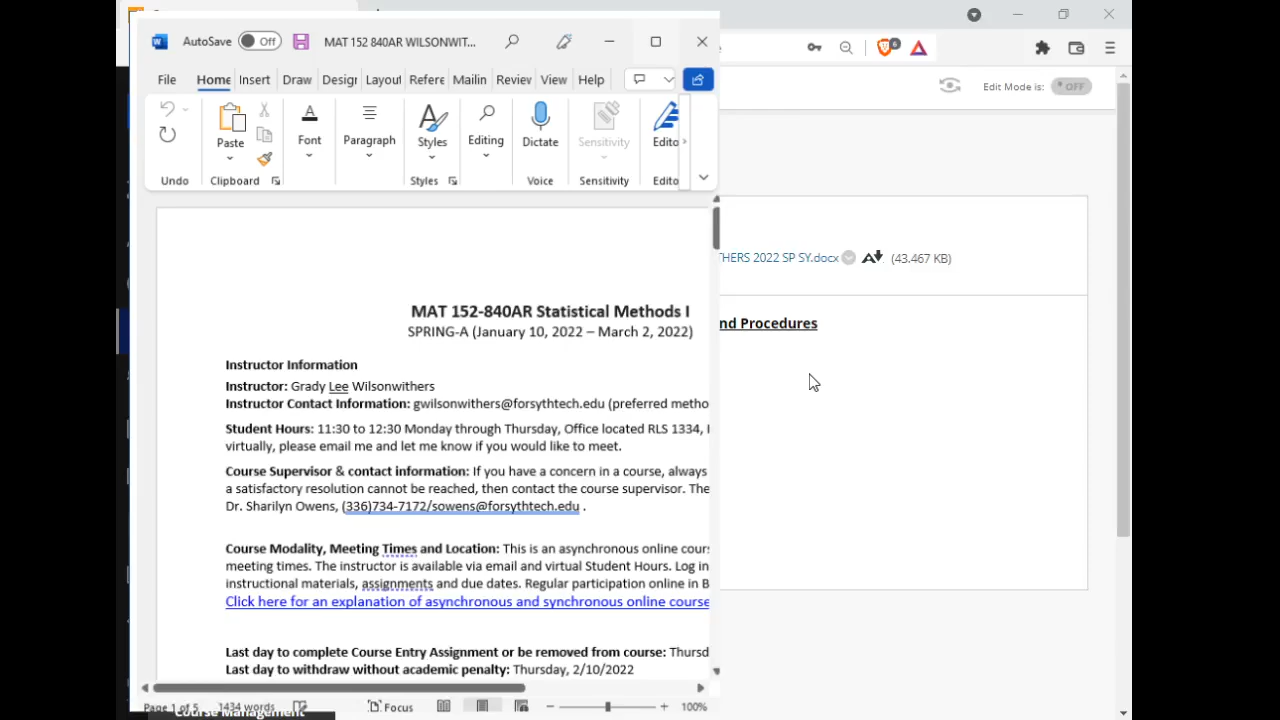 AutoSave Off MAT 152 840AR WILSONWIT...
File Home Insert Draw Desigr Layout Refere Mailin Review View Help
Paste Font Paragraph Styles Editing Dictate Sensitivity Edito
Undo Clipboard Styles Voice Sensitivity Edito
Edit Mode is: OFF
THERS 2022 SP SY.docx (43.467 KB)
nd Procedures
MAT 152-840AR Statistical Methods I
SPRING-A (January 10, 2022 – March 2, 2022)
Instructor Information
Instructor: Grady Lee Wilsonwithers
Instructor Contact Information: gwilsonwithers@forsythtech.edu (preferred metho
Student Hours: 11:30 to 12:30 Monday through Thursday, Office located RLS 1334,
virtually, please email me and let me know if you would like to meet.
Course Supervisor & contact information: If you have a concern in a course, always
a satisfactory resolution cannot be reached, then contact the course supervisor. The
Dr. Sharilyn Owens, (336)734-7172/sowens@forsythtech.edu .
Course Modality, Meeting Times and Location: This is an asynchronous online cours
meeting times. The instructor is available via email and virtual Student Hours. Log in
instructional materials, assignments and due dates. Regular participation online in B
Click here for an explanation of asynchronous and synchronous online course
Last day to complete Course Entry Assignment or be removed from course: Thursd
Last day to withdraw without academic penalty: Thursday, 2/10/2022
Page 1 of 5 1434 words Focus 100%
Course Management